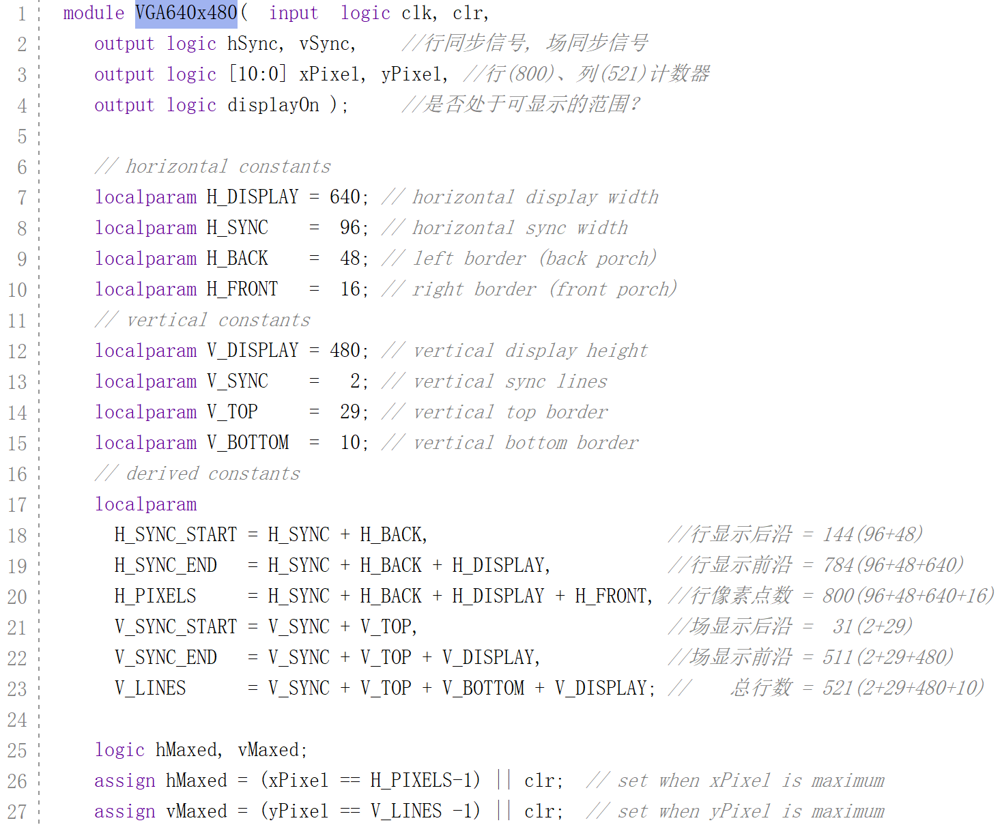 1 module VGA640x480(  input  logic clk, clr,
2    output logic hSync, vSync,    //行同步信号, 场同步信号
3    output logic [10:0] xPixel, yPixel, //行(800)、列(521)计数器
4    output logic displayOn );     //是否处于可显示的范围？
5
6    // horizontal constants
7    localparam H_DISPLAY = 640; // horizontal display width
8    localparam H_SYNC    =  96; // horizontal sync width
9    localparam H_BACK    =  48; // left border (back porch)
10    localparam H_FRONT   =  16; // right border (front porch)
11    // vertical constants
12    localparam V_DISPLAY = 480; // vertical display height
13    localparam V_SYNC    =   2; // vertical sync lines
14    localparam V_TOP     =  29; // vertical top border
15    localparam V_BOTTOM  =  10; // vertical bottom border
16    // derived constants
17    localparam
18      H_SYNC_START = H_SYNC + H_BACK,                       //行显示后沿 = 144(96+48)
19      H_SYNC_END   = H_SYNC + H_BACK + H_DISPLAY,           //行显示前沿 = 784(96+48+640)
20      H_PIXELS     = H_SYNC + H_BACK + H_DISPLAY + H_FRONT, //行像素点数 = 800(96+48+640+16)
21      V_SYNC_START = V_SYNC + V_TOP,                        //场显示后沿 =  31(2+29)
22      V_SYNC_END   = V_SYNC + V_TOP + V_DISPLAY,            //场显示前沿 = 511(2+29+480)
23      V_LINES      = V_SYNC + V_TOP + V_BOTTOM + V_DISPLAY; //    总行数 = 521(2+29+480+10)
24
25    logic hMaxed, vMaxed;
26    assign hMaxed = (xPixel == H_PIXELS-1) || clr;  // set when xPixel is maximum
27    assign vMaxed = (yPixel == V_LINES -1) || clr;  // set when yPixel is maximum